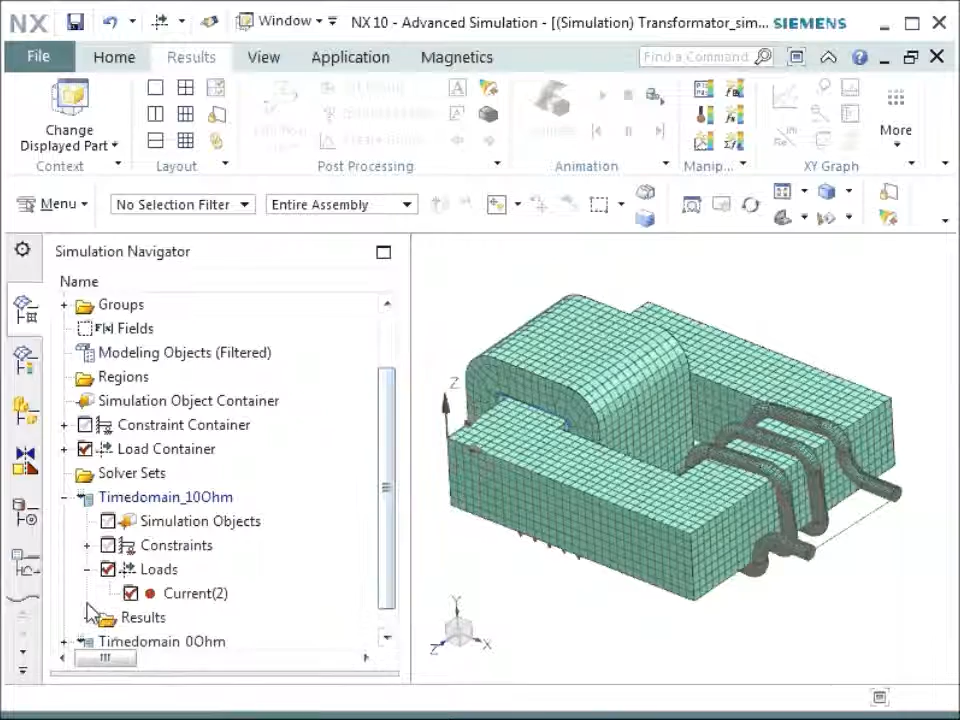 NX
Window
NX 10 - Advanced Simulation - [(Simulation) Transformator_sim...
SIEMENS
File
Home
Results
View
Application
Magnetics
Find a Command
Change
Displayed Part
More
Context
Layout
Post Processing
Animation
Manip...
XY Graph
Menu
No Selection Filter
Entire Assembly
Simulation Navigator
Name
Groups
Fields
Modeling Objects (Filtered)
Regions
Simulation Object Container
Constraint Container
Load Container
Solver Sets
Timedomain_10Ohm
Simulation Objects
Constraints
Loads
Current(2)
Results
Timedomain_0Ohm
Z
Y
Z
X